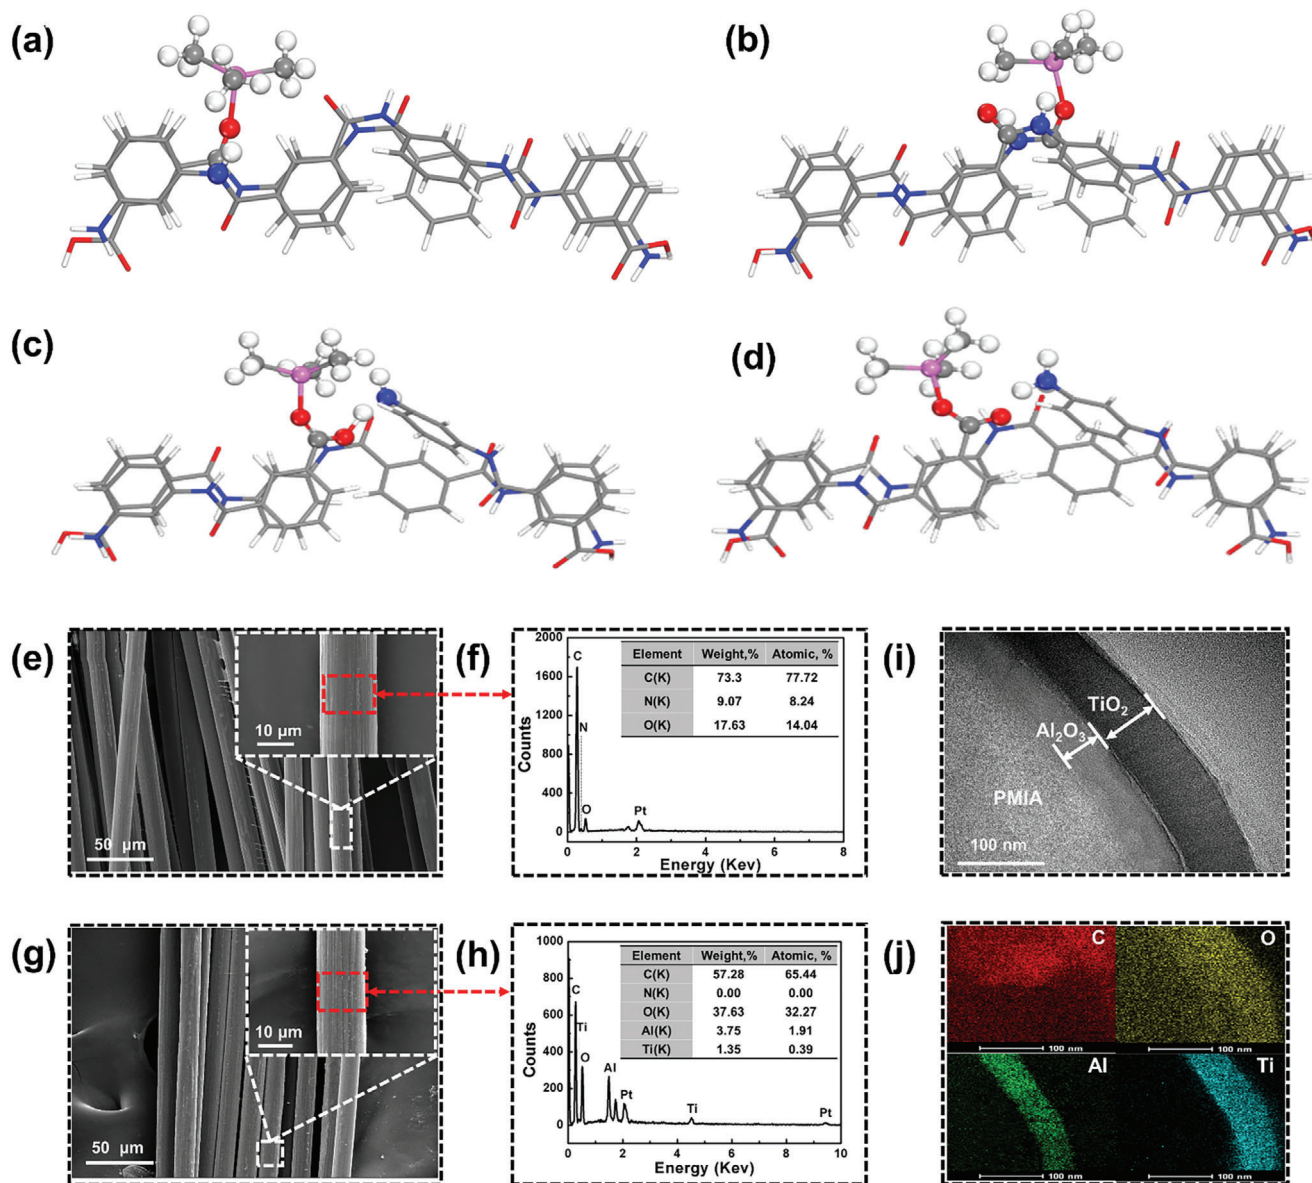 (a)
(b)
(c)
(d)
(e)
10 µm
50 µm
(f)
2000
1600
1200
800
400
0
Counts
C
N
O
Pt
Element Weight,% Atomic, %
C(K) 73.3 77.72
N(K) 9.07 8.24
O(K) 17.63 14.04
0 2 4 6 8
Energy (Kev)
(i)
TiO2
Al2O3
PMIA
100 nm
(g)
10 µm
50 µm
(h)
1000
800
600
400
200
0
Counts
C
Ti
O
Al
Pt
Ti
Pt
Element Weight,% Atomic, %
C(K) 57.28 65.44
N(K) 0.00 0.00
O(K) 37.63 32.27
Al(K) 3.75 1.91
Ti(K) 1.35 0.39
0 2 4 6 8 10
Energy (Kev)
(j)
C
100 nm
O
100 nm
Al
100 nm
Ti
100 nm